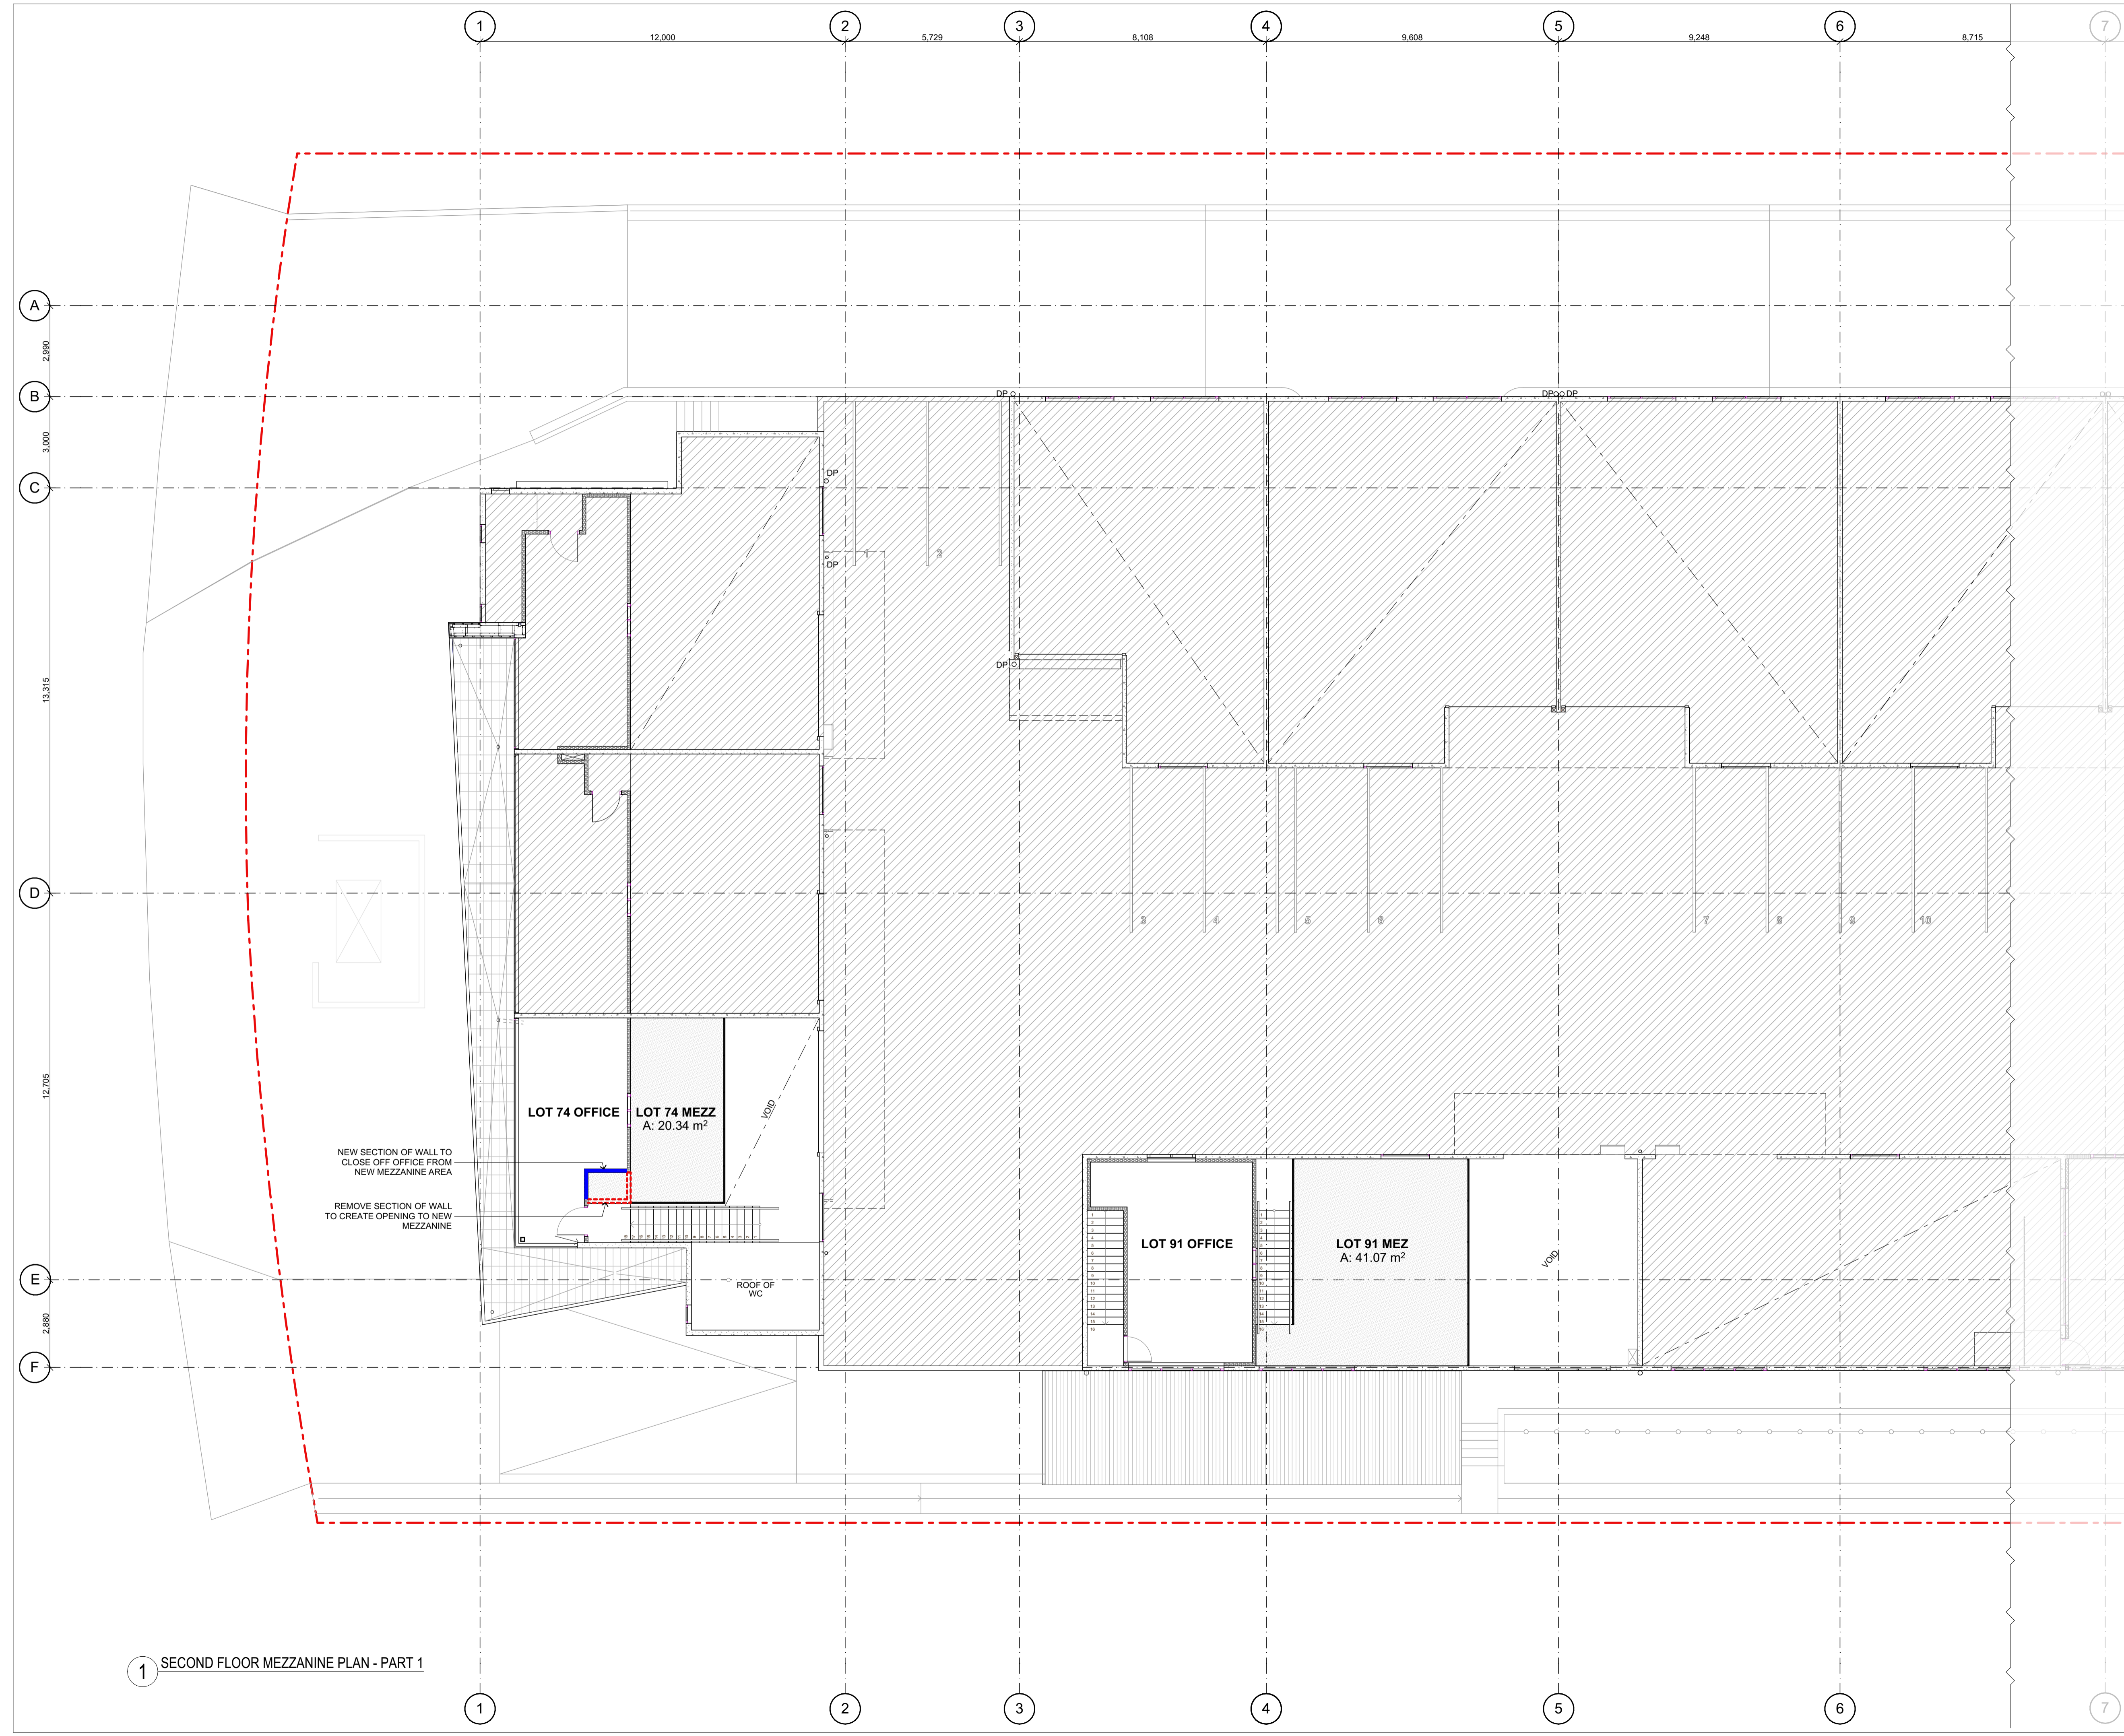 1 2 3 4 5 6 7
12,000 5,729 8,108 9,608 9,248 8,715
A
2,990
B
DP DP DP
3,000
C
DP
DP
1 2
DP
13,315
D
3 4 5 6 7 8 9 10
12,705
LOT 74 OFFICE
LOT 74 MEZZ
A: 20.34 m²
VOID
NEW SECTION OF WALL TO
CLOSE OFF OFFICE FROM
NEW MEZZANINE AREA
REMOVE SECTION OF WALL
TO CREATE OPENING TO NEW
MEZZANINE
LOT 91 OFFICE
LOT 91 MEZ
A: 41.07 m²
VOID
E
ROOF OF
WC
2,880
F
1 SECOND FLOOR MEZZANINE PLAN - PART 1
1 2 3 4 5 6 7